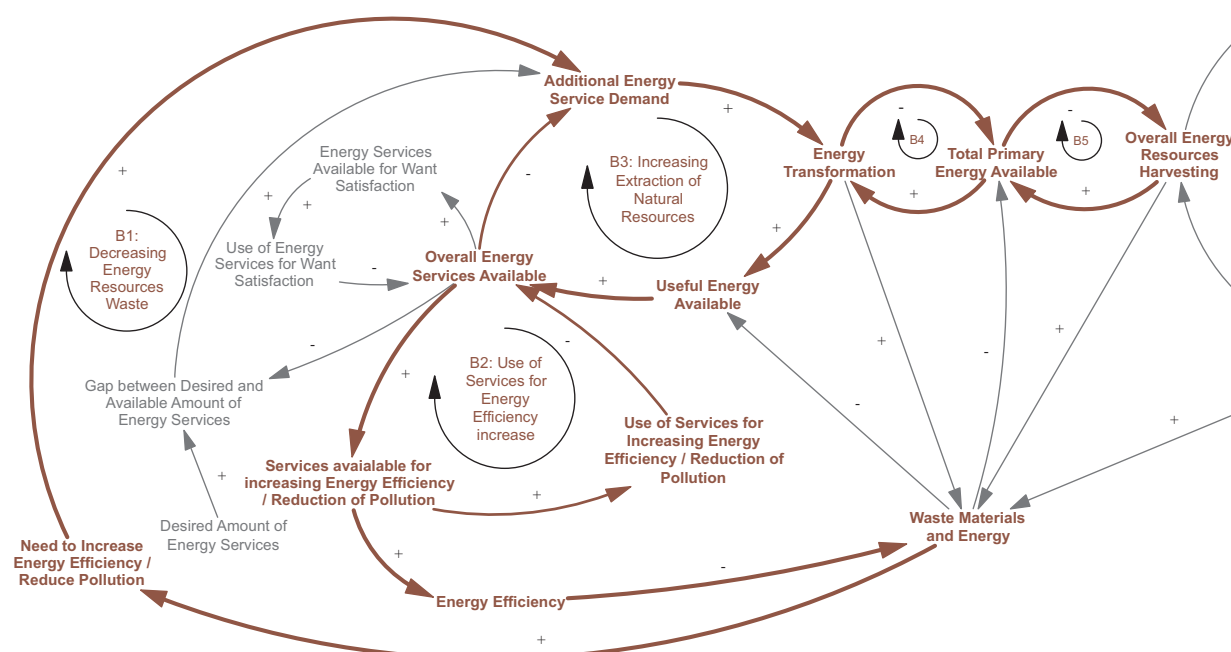 Additional Energy
Service Demand
+
-
-
Energy
Transformation
B4
Total Primary
Energy Available
B5
Overall Energy
Resources
Harvesting
+
+
B3: Increasing
Extraction of
Natural
Resources
-
Energy Services
Available for Want
Satisfaction
+
+
+
+
+
B1:
Decreasing
Energy
Resources
Waste
Use of Energy
Services for Want
Satisfaction
-
Overall Energy
Services Available
+
Useful Energy
Available
+
+
-
+
-
-
B2: Use of
Services for
Energy
Efficiency
increase
+
Gap between Desired and
Available Amount of
Energy Services
-
+
Use of Services for
Increasing Energy
Efficiency / Reduction of
Pollution
Services avaialable for
increasing Energy Efficiency
/ Reduction of Pollution
+
+
Desired Amount of
Energy Services
Waste Materials
and Energy
Need to Increase
Energy Efficiency /
Reduce Pollution
+
-
Energy Efficiency
+